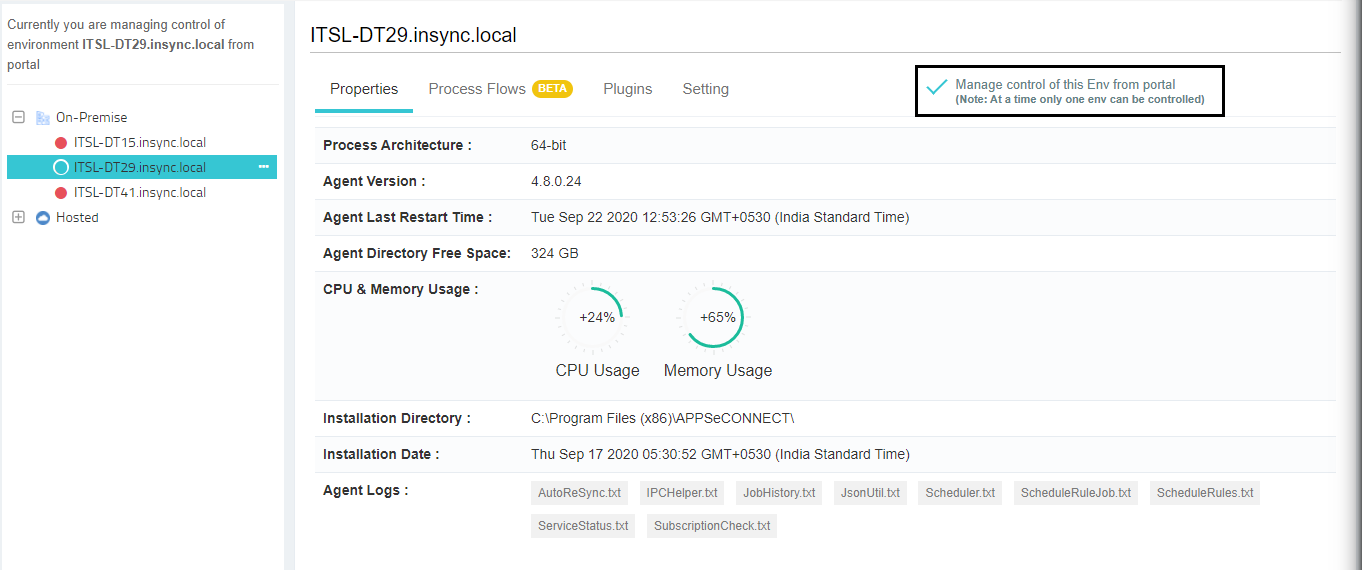 Currently you are managing control of
environment ITSL-DT29.insync.local from
portal
On-Premise
ITSL-DT15.insync.local
ITSL-DT29.insync.local
ITSL-DT41.insync.local
Hosted
ITSL-DT29.insync.local
Properties Process Flows BETA Plugins Setting
Manage control of this Env from portal
(Note: At a time only one env can be controlled)
Process Architecture : 64-bit
Agent Version : 4.8.0.24
Agent Last Restart Time : Tue Sep 22 2020 12:53:26 GMT+0530 (India Standard Time)
Agent Directory Free Space: 324 GB
CPU & Memory Usage :
+24% +65%
CPU Usage Memory Usage
Installation Directory : C:\Program Files (x86)\APPSeCONNECT\
Installation Date : Thu Sep 17 2020 05:30:52 GMT+0530 (India Standard Time)
Agent Logs : AutoReSync.txt IPCHelper.txt JobHistory.txt JsonUtil.txt Scheduler.txt ScheduleRuleJob.txt ScheduleRules.txt
ServiceStatus.txt SubscriptionCheck.txt